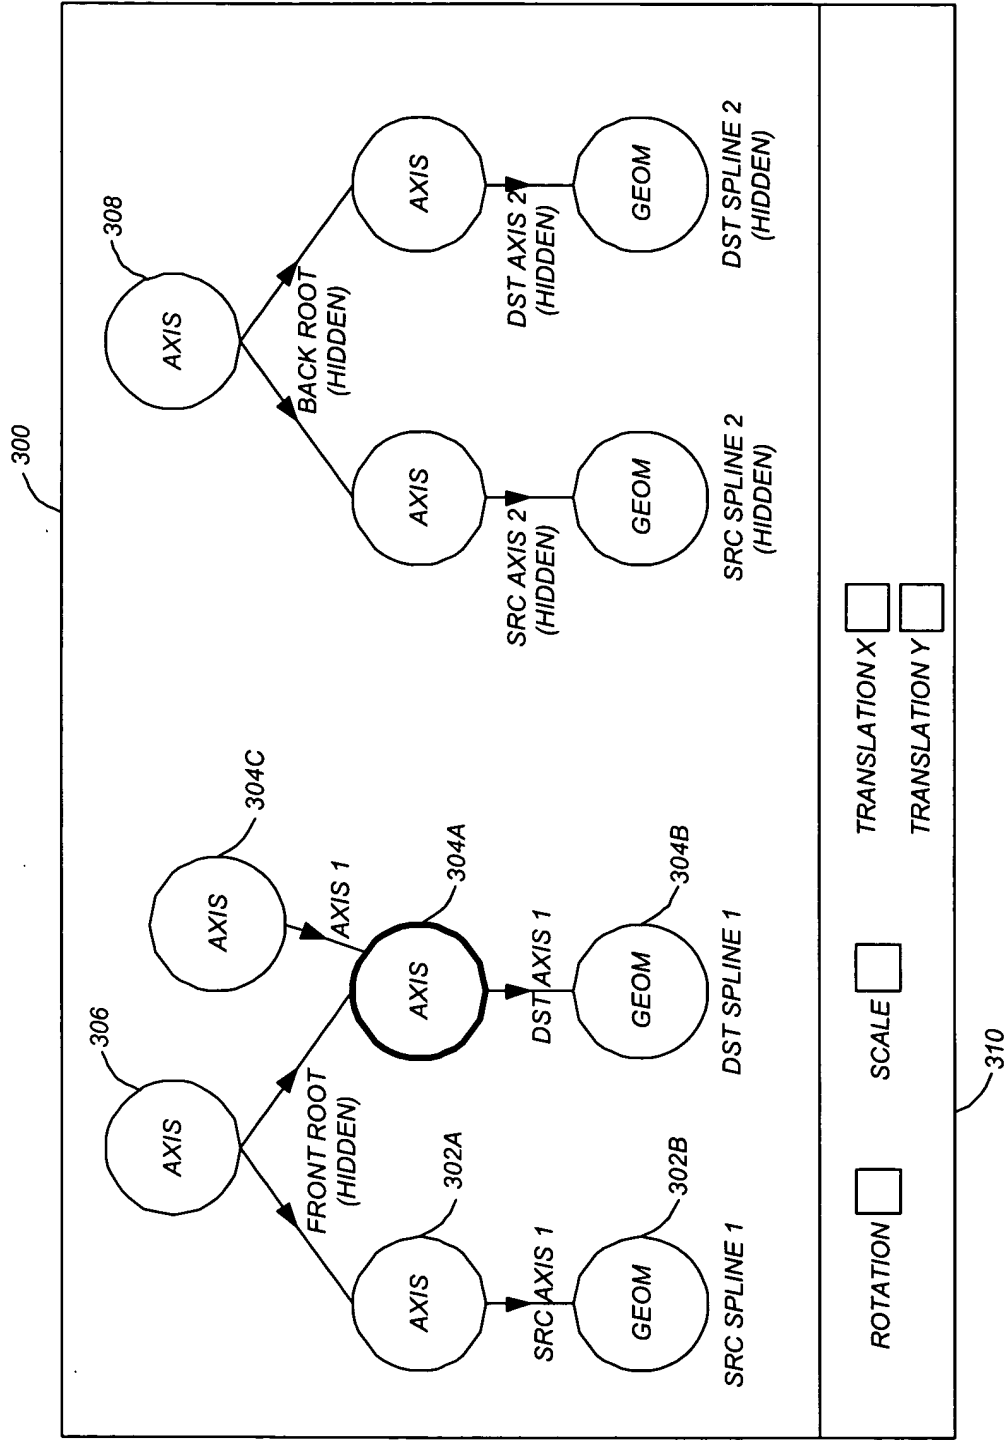 300
306
AXIS
304C
AXIS
308
AXIS
FRONT ROOT
(HIDDEN)
AXIS 1
BACK ROOT
(HIDDEN)
302A
AXIS
304A
AXIS
AXIS
AXIS
SRC AXIS 1
DST AXIS 1
SRC AXIS 2
(HIDDEN)
DST AXIS 2
(HIDDEN)
302B
GEOM
304B
GEOM
GEOM
GEOM
SRC SPLINE 1
DST SPLINE 1
SRC SPLINE 2
(HIDDEN)
DST SPLINE 2
(HIDDEN)
ROTATION
SCALE
TRANSLATION X
TRANSLATION Y
310